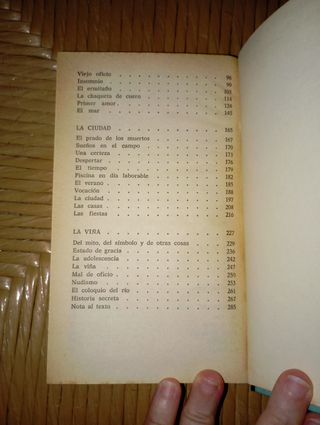 Viejo oficio . . . . . . . . . . 96
Insomnio . . . . . . . . . . 99
El ermitaño . . . . . . . . . . 101
La chaqueta de cuero . . . . . . . 114
Primer amor . . . . . . . . . . 126
El mar . . . . . . . . . . 145
LA CIUDAD . . . . . . . . . . 165
El prado de los muertos . . . . . . 167
Sueños en el campo . . . . . . . 170
Una certeza . . . . . . . . . . 173
Despertar . . . . . . . . . . 176
El tiempo . . . . . . . . . . 179
Piscina en día laborable . . . . . . 182
El verano . . . . . . . . . . 185
Vocación . . . . . . . . . . 188
La ciudad . . . . . . . . . . 197
Las casas . . . . . . . . . . 208
Las fiestas . . . . . . . . . . 216
LA VIÑA . . . . . . . . . . 227
Del mito, del símbolo y de otras cosas . . 229
Estado de gracia . . . . . . . . 236
La adolescencia . . . . . . . . 242
La viña . . . . . . . . . . 247
Mal de oficio . . . . . . . . . 250
Nudismo . . . . . . . . . . 253
El coloquio del río . . . . . . . 261
Historia secreta . . . . . . . . 267
Nota al texto . . . . . . . . . 285